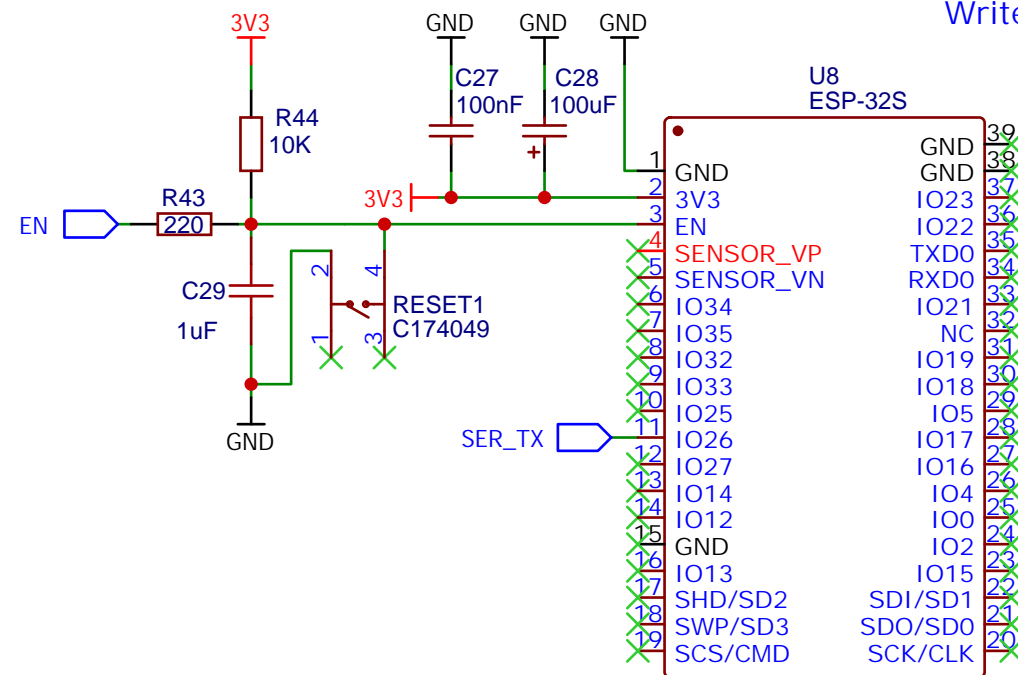 Write
3V3
GND
GND
GND
C27
100nF
C28
100uF
+
U8
ESP-32S
R44
10K
R43
220
EN
3V3
C29
1uF
GND
2
4
1
3
RESET1
C174049
SER_TX
1 GND
2 3V3
3 EN
4 SENSOR_VP
5 SENSOR_VN
6 IO34
7 IO35
8 IO32
9 IO33
10 IO25
11 IO26
12 IO27
13 IO14
14 IO12
15 GND
16 IO13
17 SHD/SD2
18 SWP/SD3
19 SCS/CMD
GND 39
GND 38
IO23 37
IO22 36
TXD0 35
RXD0 34
IO21 33
NC 32
IO19 31
IO18 30
IO5 29
IO17 28
IO16 27
IO4 26
IO0 25
IO2 24
IO15 23
SDI/SD1 22
SDO/SD0 21
SCK/CLK 20